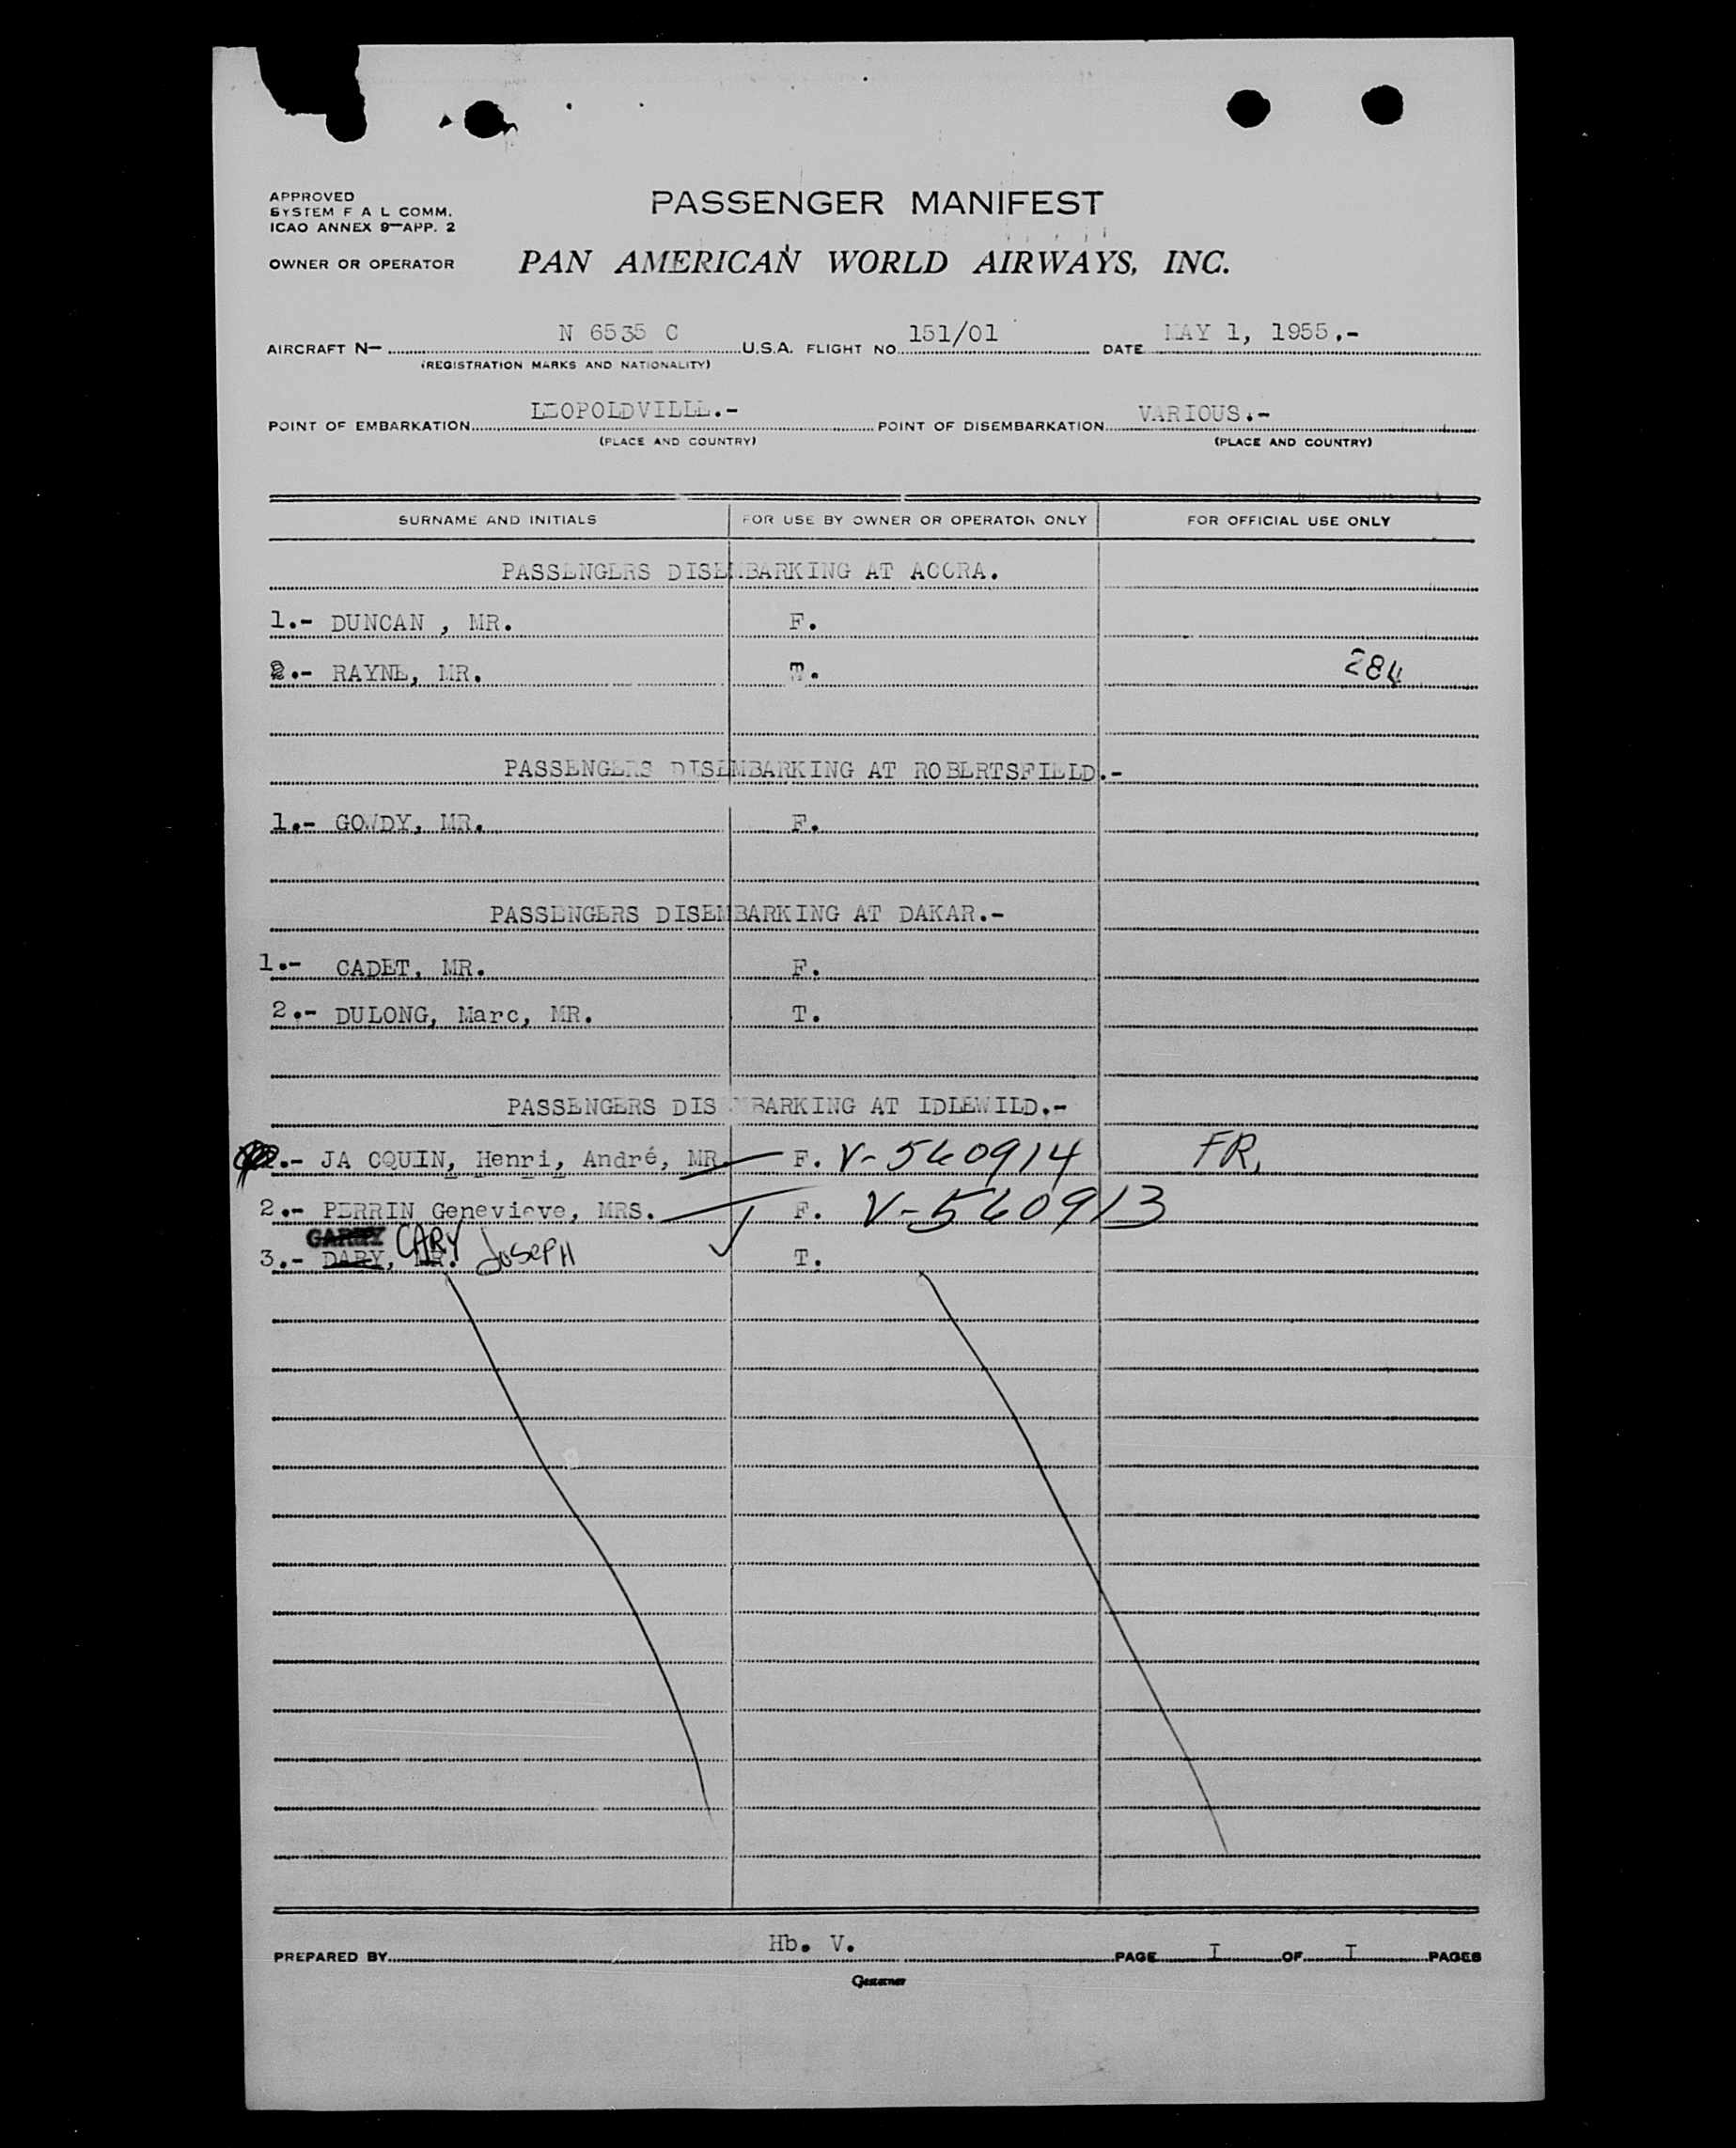 APPROVED
SYSTEM F A L COMM.
ICAO ANNEX 9—APP. 2
PASSENGER MANIFEST
OWNER OR OPERATOR PAN AMERICAN WORLD AIRWAYS, INC.
AIRCRAFT N— N 6535 C U.S.A. FLIGHT NO. 151/01 DATE MAY 1, 1955.-
(REGISTRATION MARKS AND NATIONALITY)
POINT OF EMBARKATION LEOPOLDVILLE.- POINT OF DISEMBARKATION VARIOUS.-
(PLACE AND COUNTRY) (PLACE AND COUNTRY)
SURNAME AND INITIALS FOR USE BY OWNER OR OPERATOR ONLY FOR OFFICIAL USE ONLY
PASSENGERS DISEMBARKING AT ACCRA.
1.- DUNCAN , MR. F.
2.- RAYNE, MR. T. 284
PASSENGERS DISEMBARKING AT ROBERTSFIELD.-
1.- GOWDY, MR. F.
PASSENGERS DISEMBARKING AT DAKAR.-
1.- CADET, MR. F.
2.- DULONG, Marc, MR. T.
PASSENGERS DISEMBARKING AT IDLEWILD.-
.- JA CQUIN, Henri, André, MR. F. V-560914 FR.
2.- PERRIN Genevieve, MRS. F. V-560913
3.- DARY, MR. CARY Joseph T.
PREPARED BY Hb. V. PAGE I OF I PAGES
Gestetner